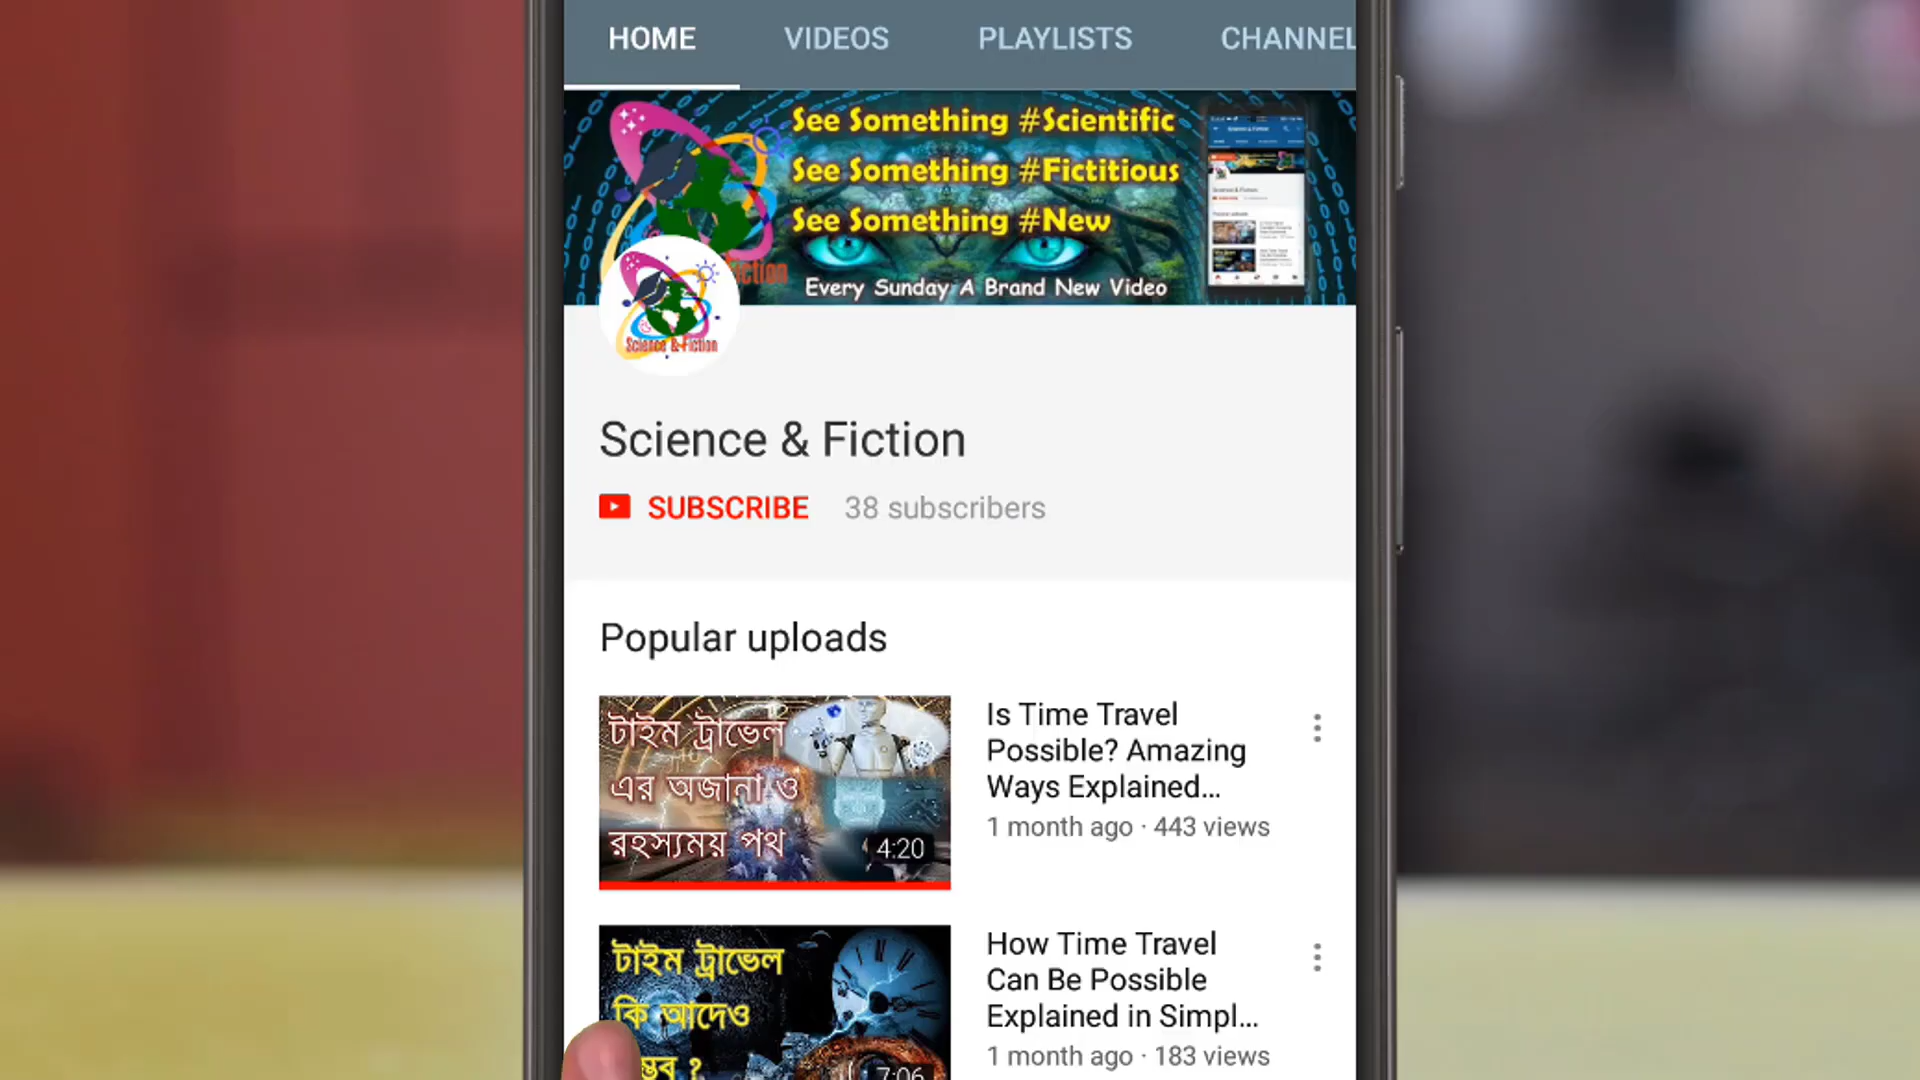 HOME VIDEOS PLAYLISTS CHANNEL
See Something #Scientific
See Something #Fictitious
See Something #New
Every Sunday A Brand New Video
Science & Fiction
Science & Fiction
SUBSCRIBE 38 subscribers
Popular uploads
টাইম ট্রাভেল
এর অজানা ও
রহস্যময় পথ
4:20
Is Time Travel
Possible? Amazing
Ways Explained...
1 month ago · 443 views
টাইম ট্রাভেল
কি আদেও
7:06
How Time Travel
Can Be Possible
Explained in Simpl...
1 month ago · 183 views